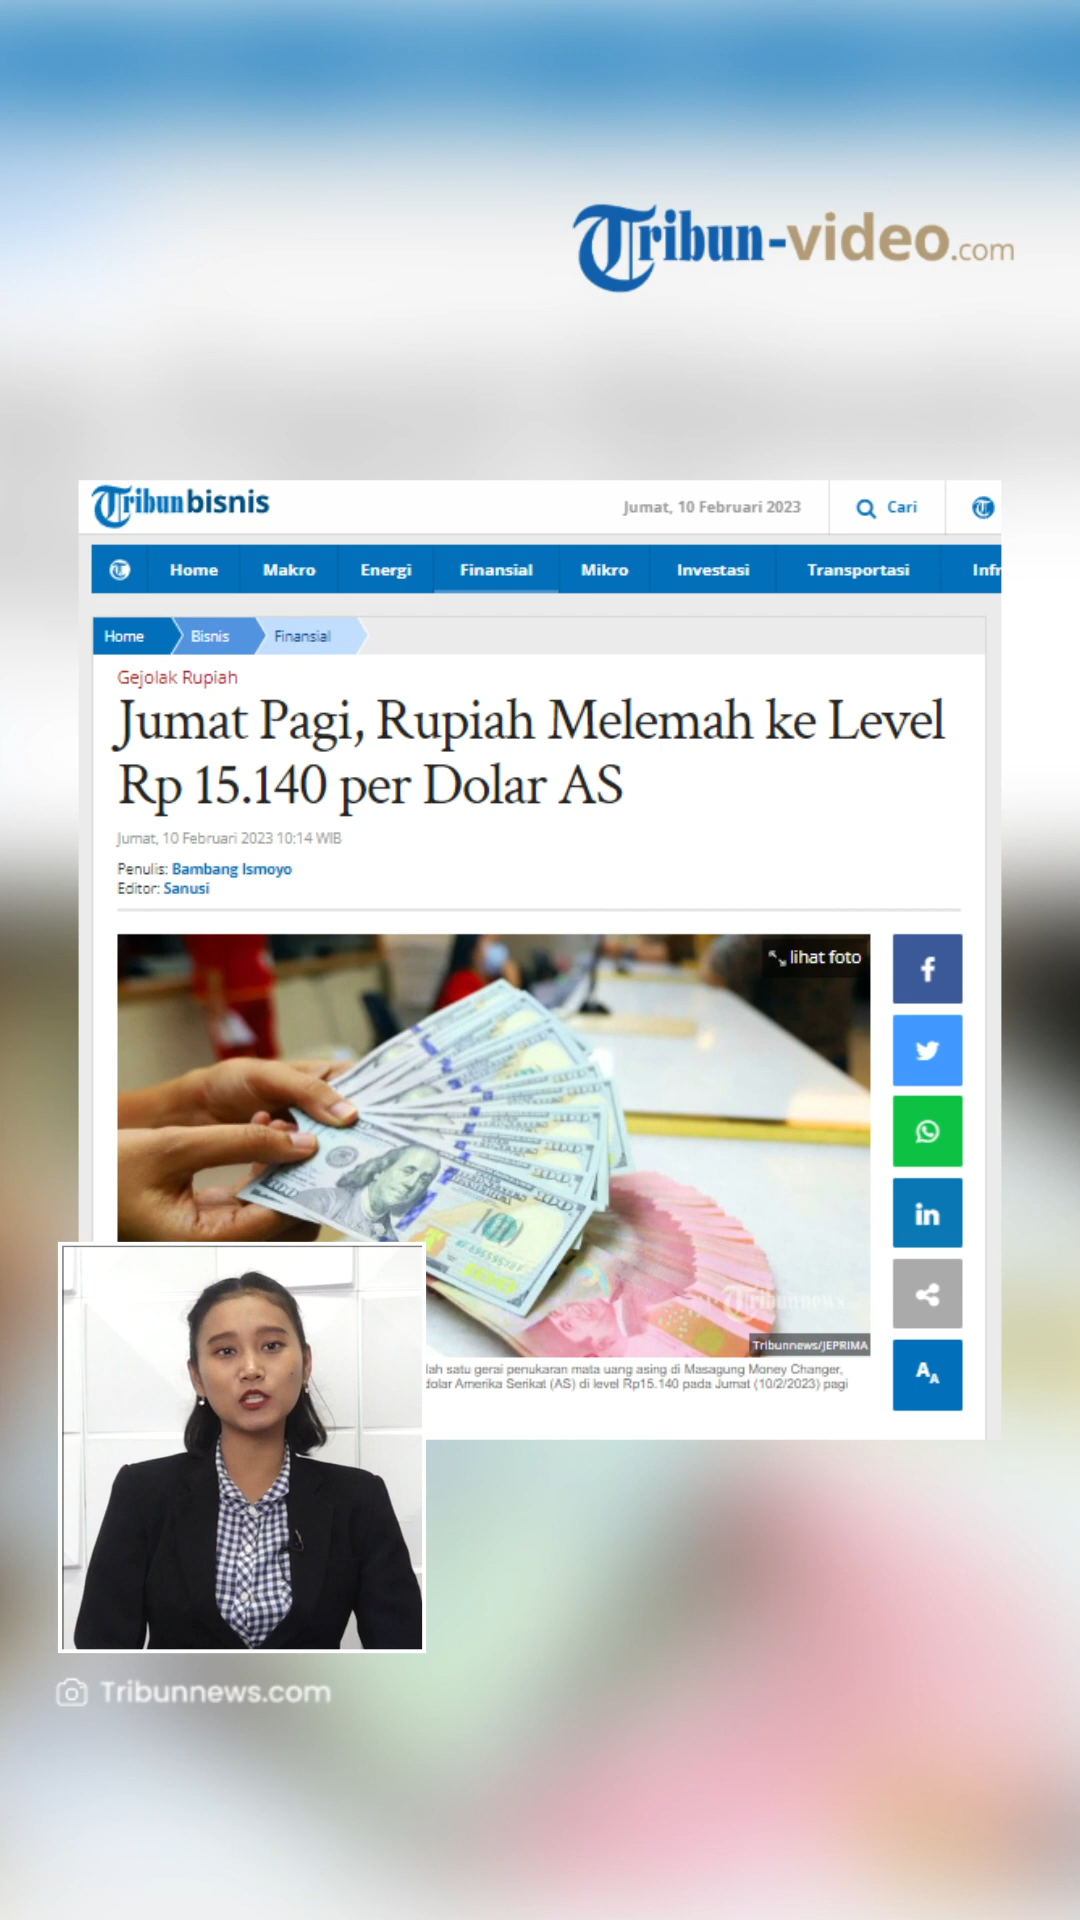 Tribun-video.com
Tribunbisnis
Jumat, 10 Februari 2023
Cari
Home Makro Energi Finansial Mikro Investasi Transportasi Infr
Home Bisnis Finansial
Gejolak Rupiah
Jumat Pagi, Rupiah Melemah ke Level
Rp 15.140 per Dolar AS
Jumat, 10 Februari 2023 10:14 WIB
Penulis: Bambang Ismoyo
Editor: Sanusi
lihat foto
100
Tribunnews
Tribunnews/JEPRIMA
lah satu gerai penukaran mata uang asing di Masagung Money Changer,
dolar Amerika Serikat (AS) di level Rp15.140 pada Jumat (10/2/2023) pagi
Tribunnews.com